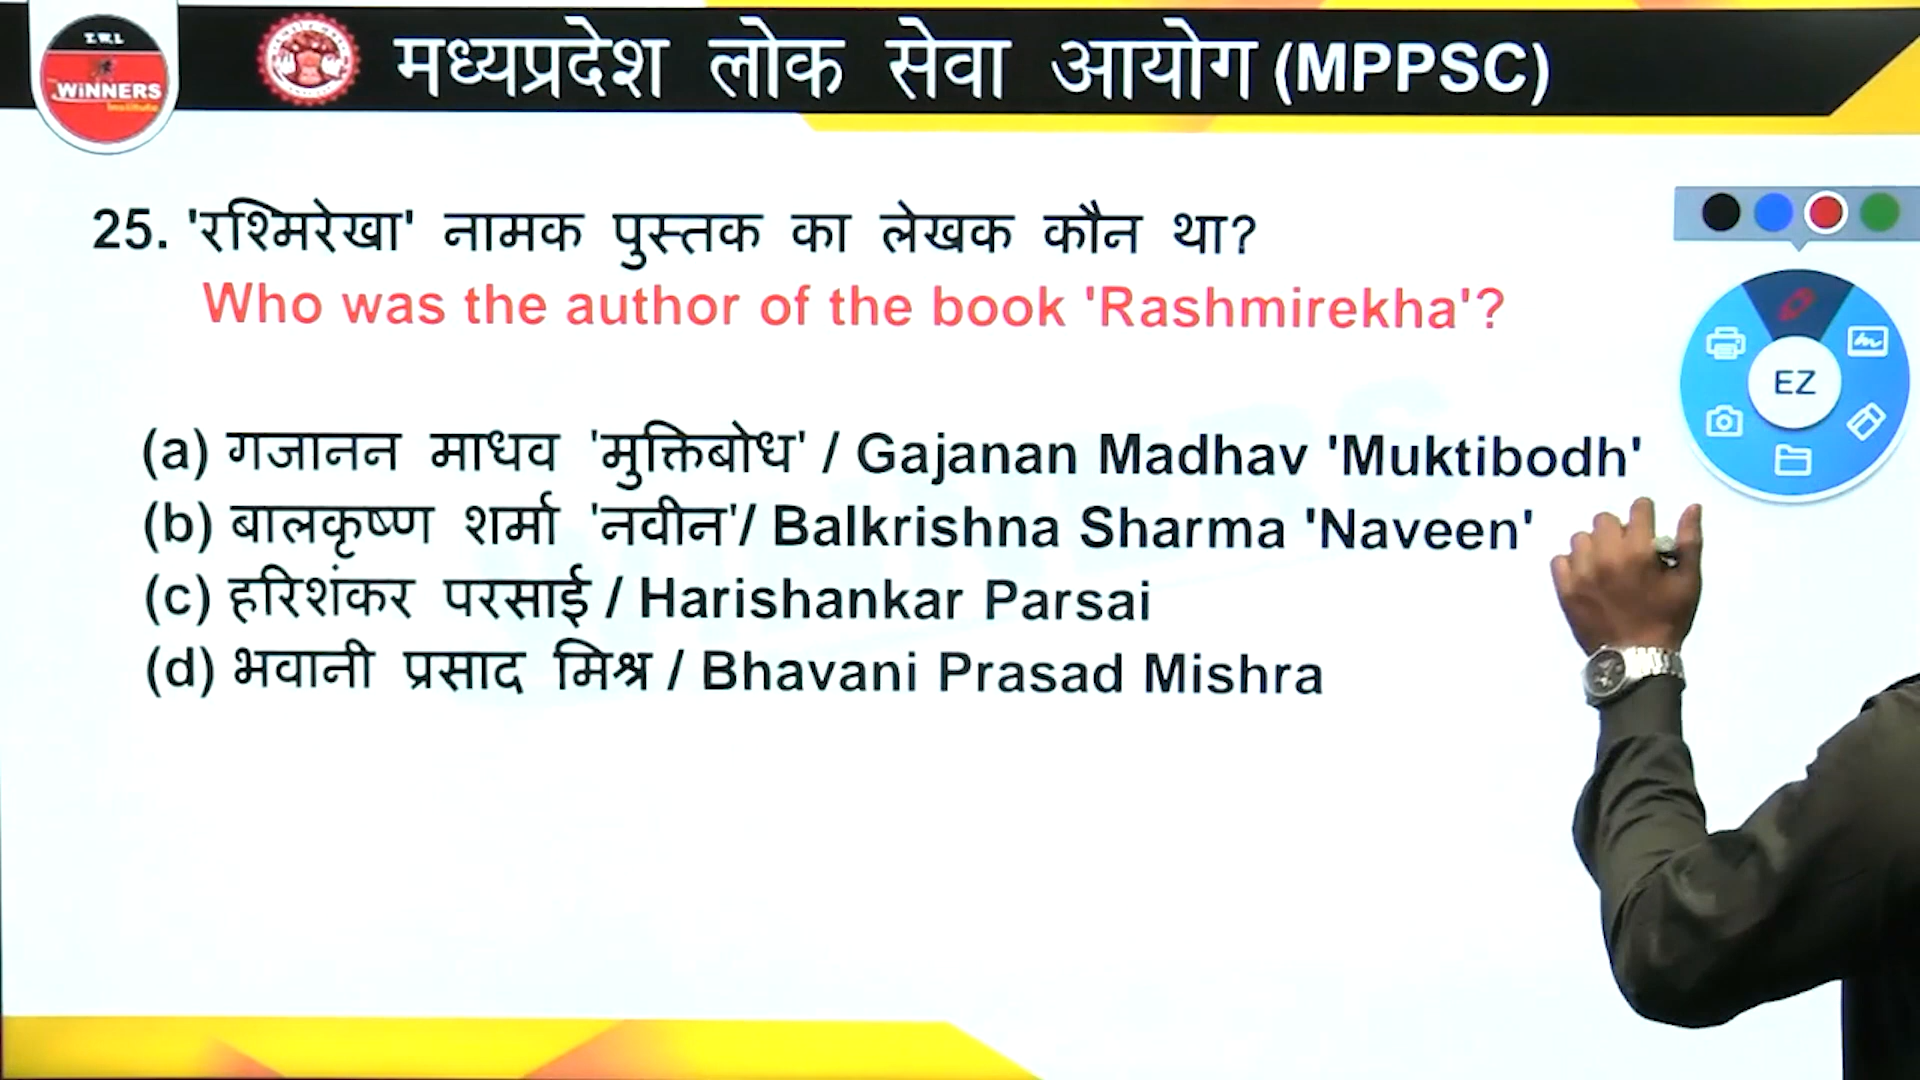 T.W.I.
WiNNERS
Institute
मध्यप्रदेश लोक सेवा आयोग (MPPSC)
25. 'रश्मिरेखा' नामक पुस्तक का लेखक कौन था?
Who was the author of the book 'Rashmirekha'?
EZ
(a) गजानन माधव 'मुक्तिबोध' / Gajanan Madhav 'Muktibodh'
(b) बालकृष्ण शर्मा 'नवीन'/ Balkrishna Sharma 'Naveen'
(c) हरिशंकर परसाई / Harishankar Parsai
(d) भवानी प्रसाद मिश्र / Bhavani Prasad Mishra